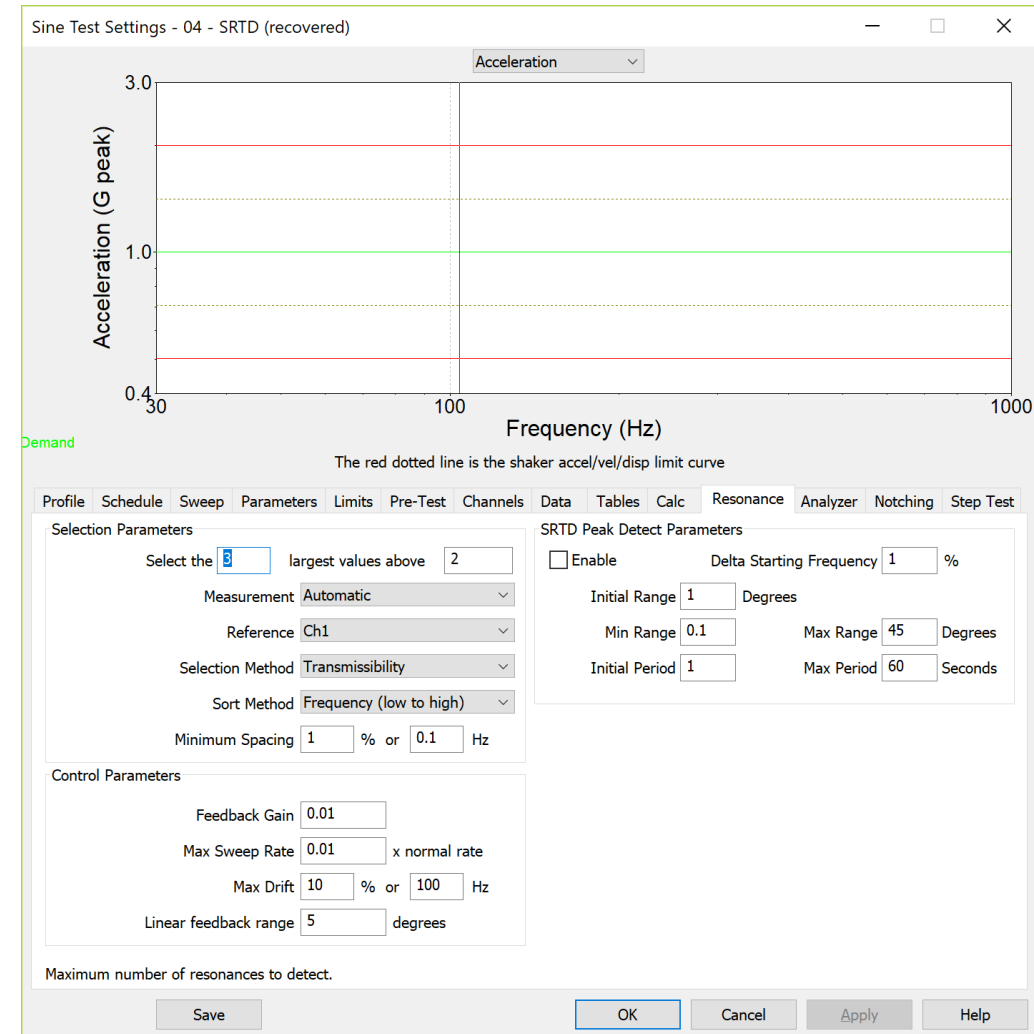 Sine Test Settings - 04 - SRTD (recovered)
Acceleration
3.0
1.0
0.4
Acceleration (G peak)
30
100
1000
Frequency (Hz)
Demand
The red dotted line is the shaker accel/vel/disp limit curve
Profile Schedule Sweep Parameters Limits Pre-Test Channels Data Tables Calc Resonance Analyzer Notching Step Test
Selection Parameters
Select the 3 largest values above 2
Measurement Automatic
Reference Ch1
Selection Method Transmissibility
Sort Method Frequency (low to high)
Minimum Spacing 1 % or 0.1 Hz
Control Parameters
Feedback Gain 0.01
Max Sweep Rate 0.01 x normal rate
Max Drift 10 % or 100 Hz
Linear feedback range 5 degrees
SRTD Peak Detect Parameters
Enable Delta Starting Frequency 1 %
Initial Range 1 Degrees
Min Range 0.1 Max Range 45 Degrees
Initial Period 1 Max Period 60 Seconds
Maximum number of resonances to detect.
Save OK Cancel Apply Help